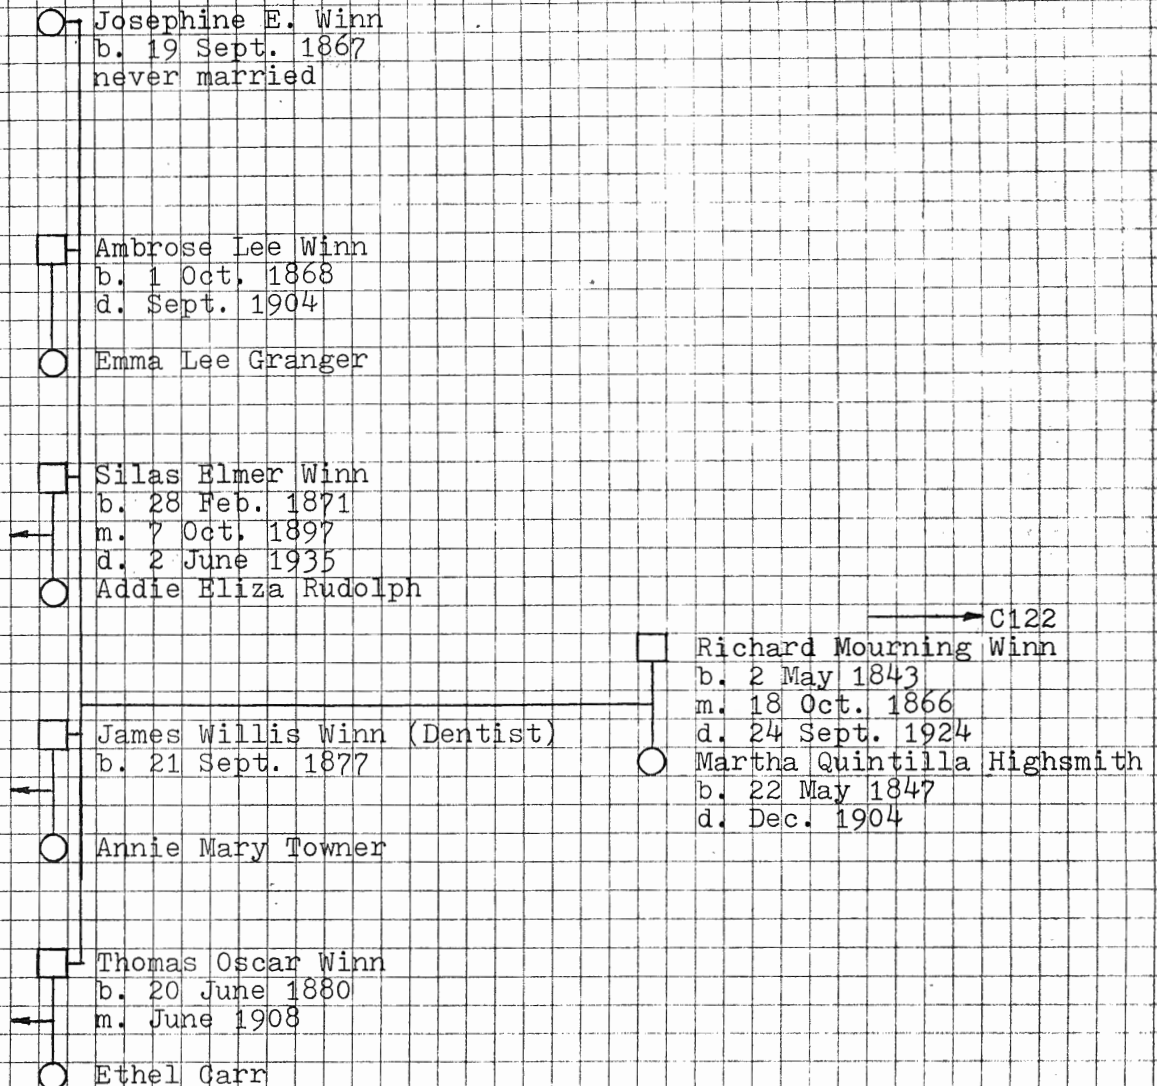 Josephine E. Winn
b. 19 Sept. 1867
never married
Ambrose Lee Winn
b. 1 Oct. 1868
d. Sept. 1904
Emma Lee Granger
Silas Elmer Winn
b. 28 Feb. 1871
m. 7 Oct. 1897
d. 2 June 1935
Addie Eliza Rudolph
C122
Richard Mourning Winn
b. 2 May 1843
m. 18 Oct. 1866
d. 24 Sept. 1924
Martha Quintilla Highsmith
b. 22 May 1847
d. Dec. 1904
James Willis Winn (Dentist)
b. 21 Sept. 1877
Annie Mary Towner
Thomas Oscar Winn
b. 20 June 1880
m. June 1908
Ethel Carr